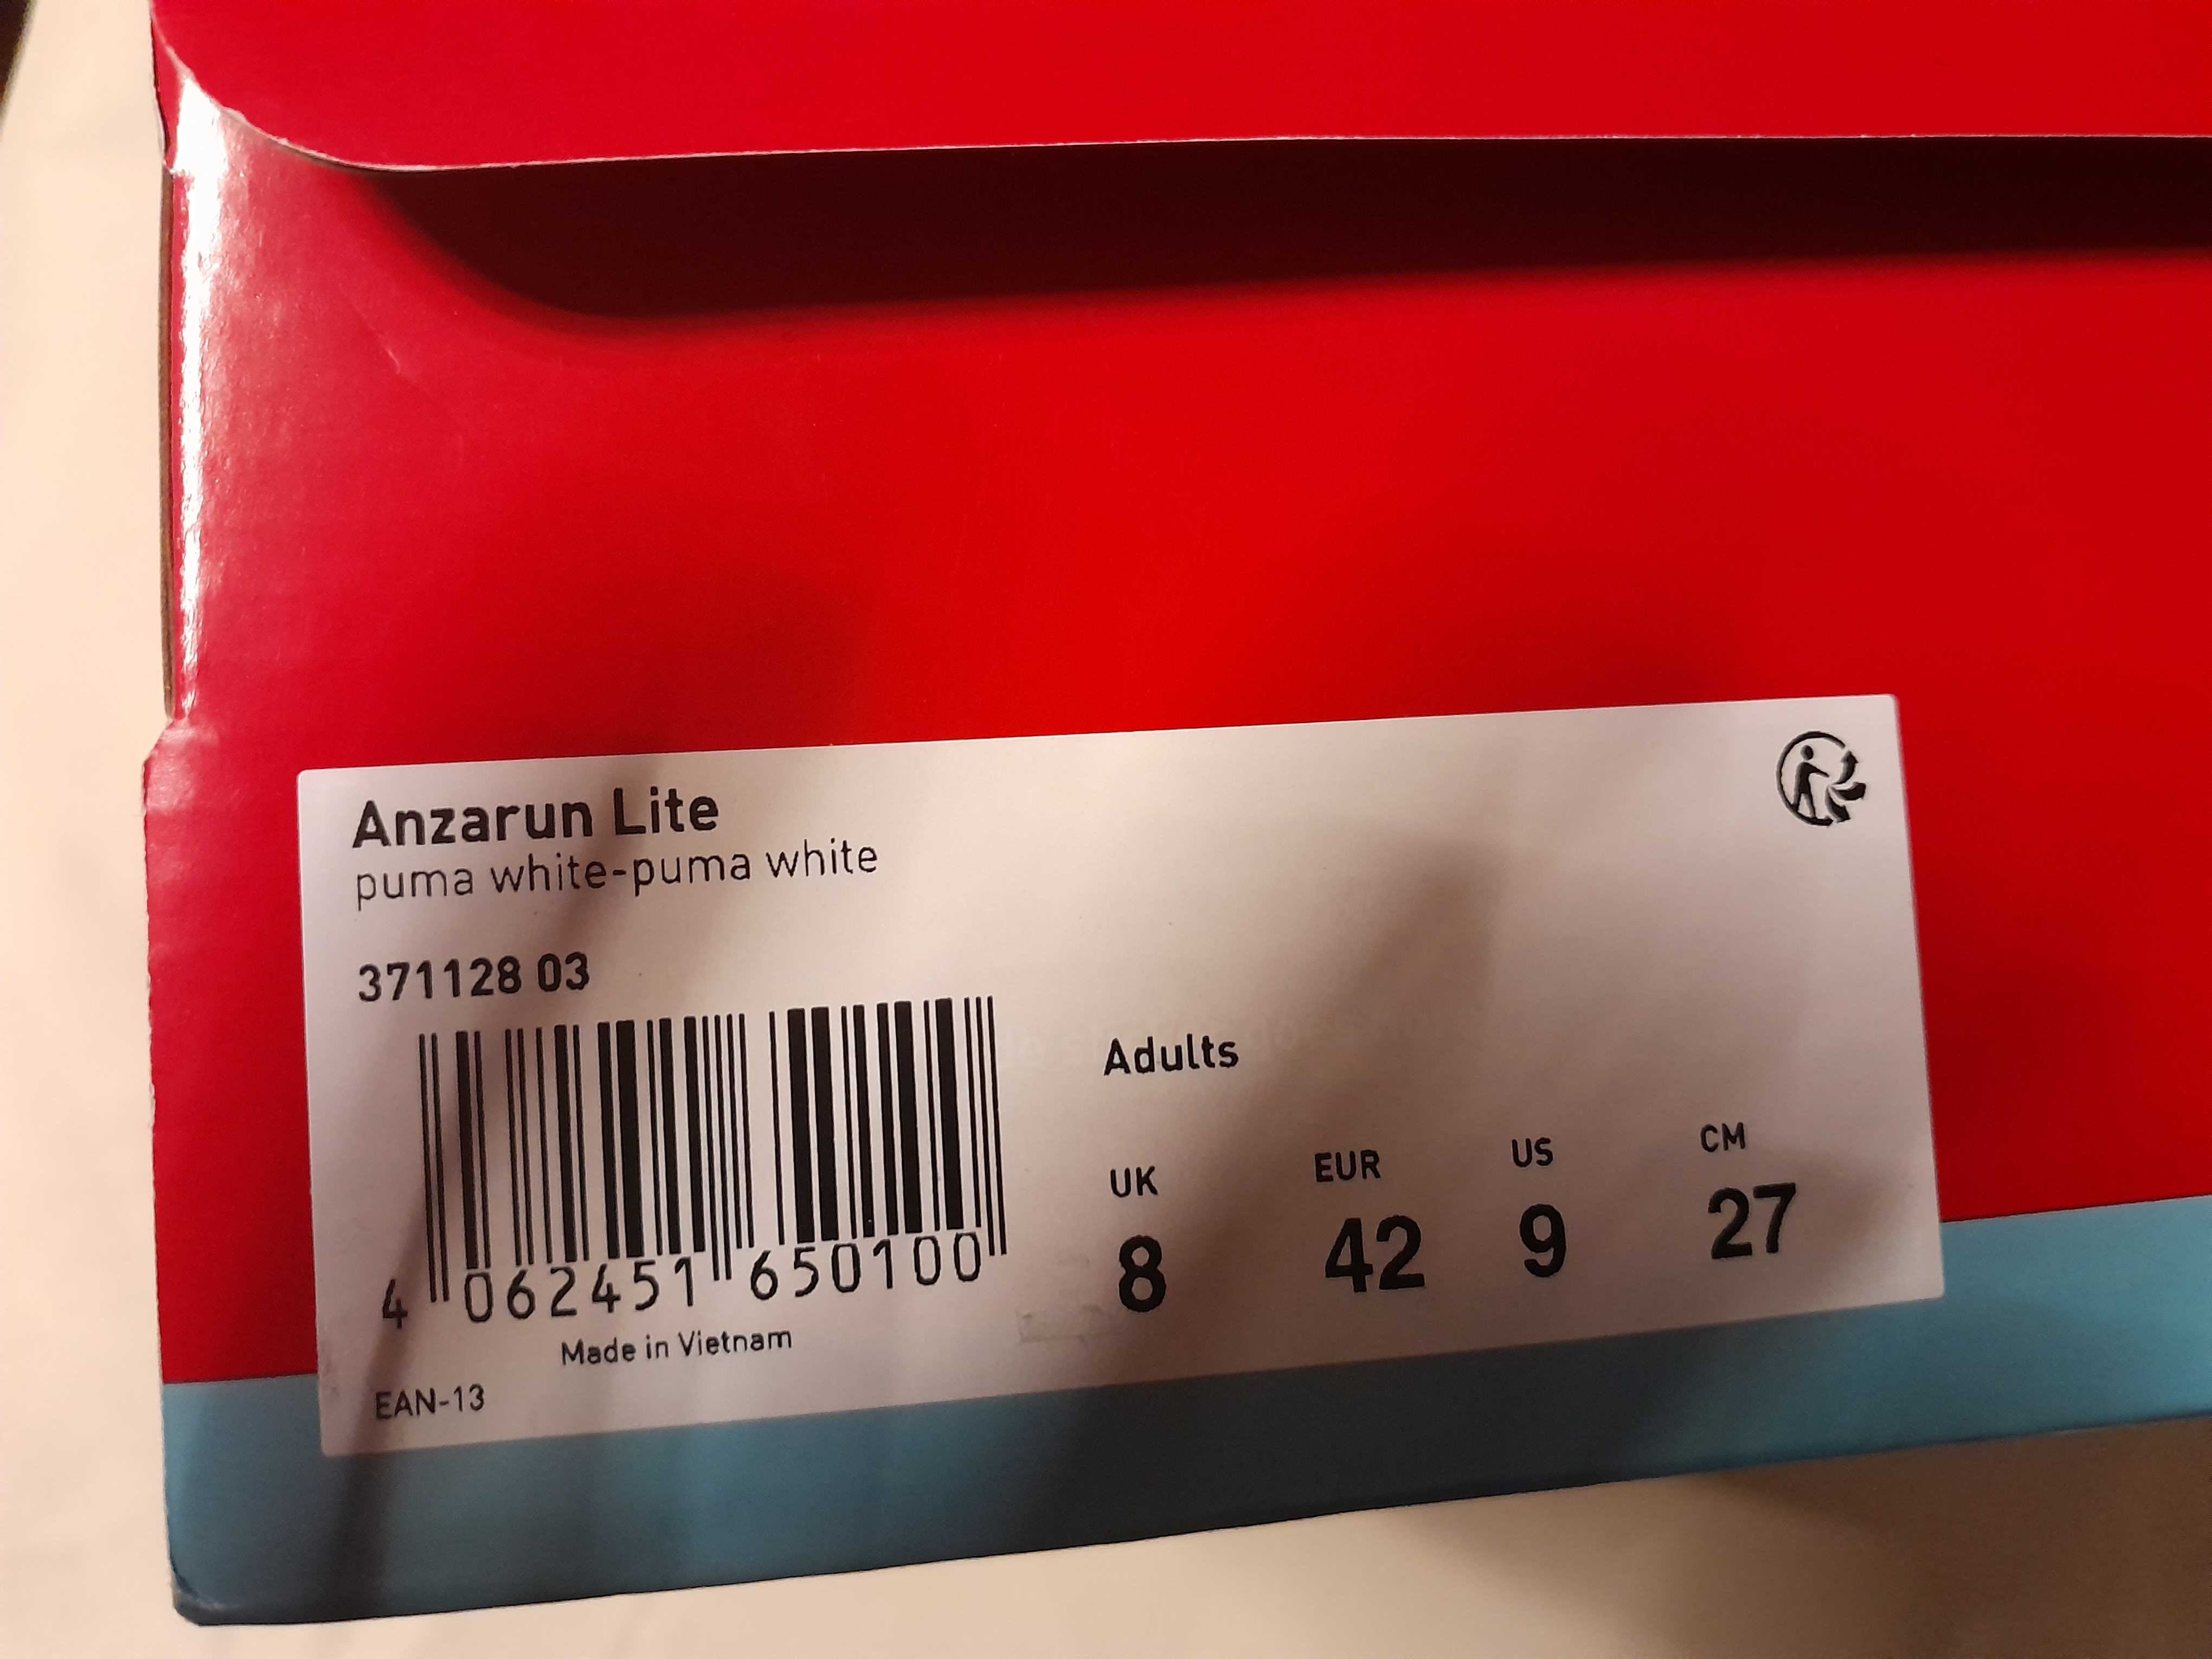 Anzarun Lite
puma white-puma white
371128 03
4 062451 650100
Made in Vietnam
EAN-13
Adults
UK EUR US CM
8 42 9 27